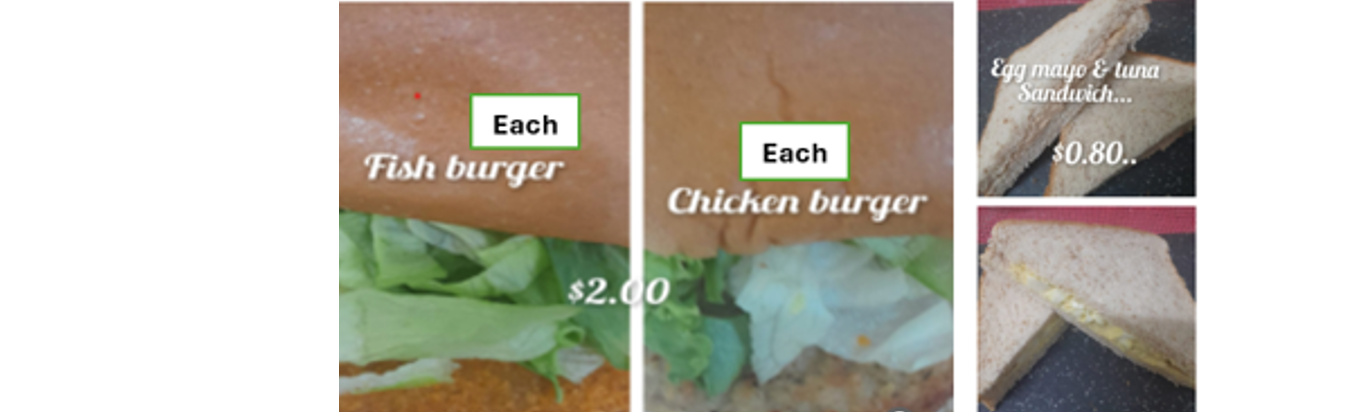 Each
Fish burger
Each
Chicken burger
$2.00
Egg mayo & tuna
Sandwich...
$0.80..